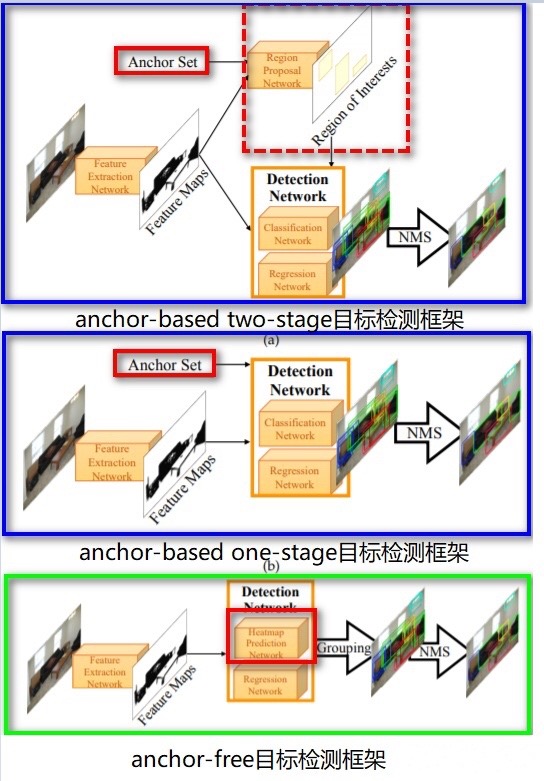 Anchor Set
Region
Proposal
Network
Region of Interests
Feature
Extraction
Network
Feature Maps
Detection
Network
Classification
Network
Regression
Network
NMS
anchor-based two-stage目标检测框架
(a)
Anchor Set
Detection
Network
Feature
Extraction
Network
Feature Maps
Classification
Network
Regression
Network
NMS
anchor-based one-stage目标检测框架
(b)
Detection
Network
Feature
Extraction
Network
Feature Maps
Heatmap
Prediction
Network
Regression
Network
Grouping
NMS
anchor-free目标检测框架